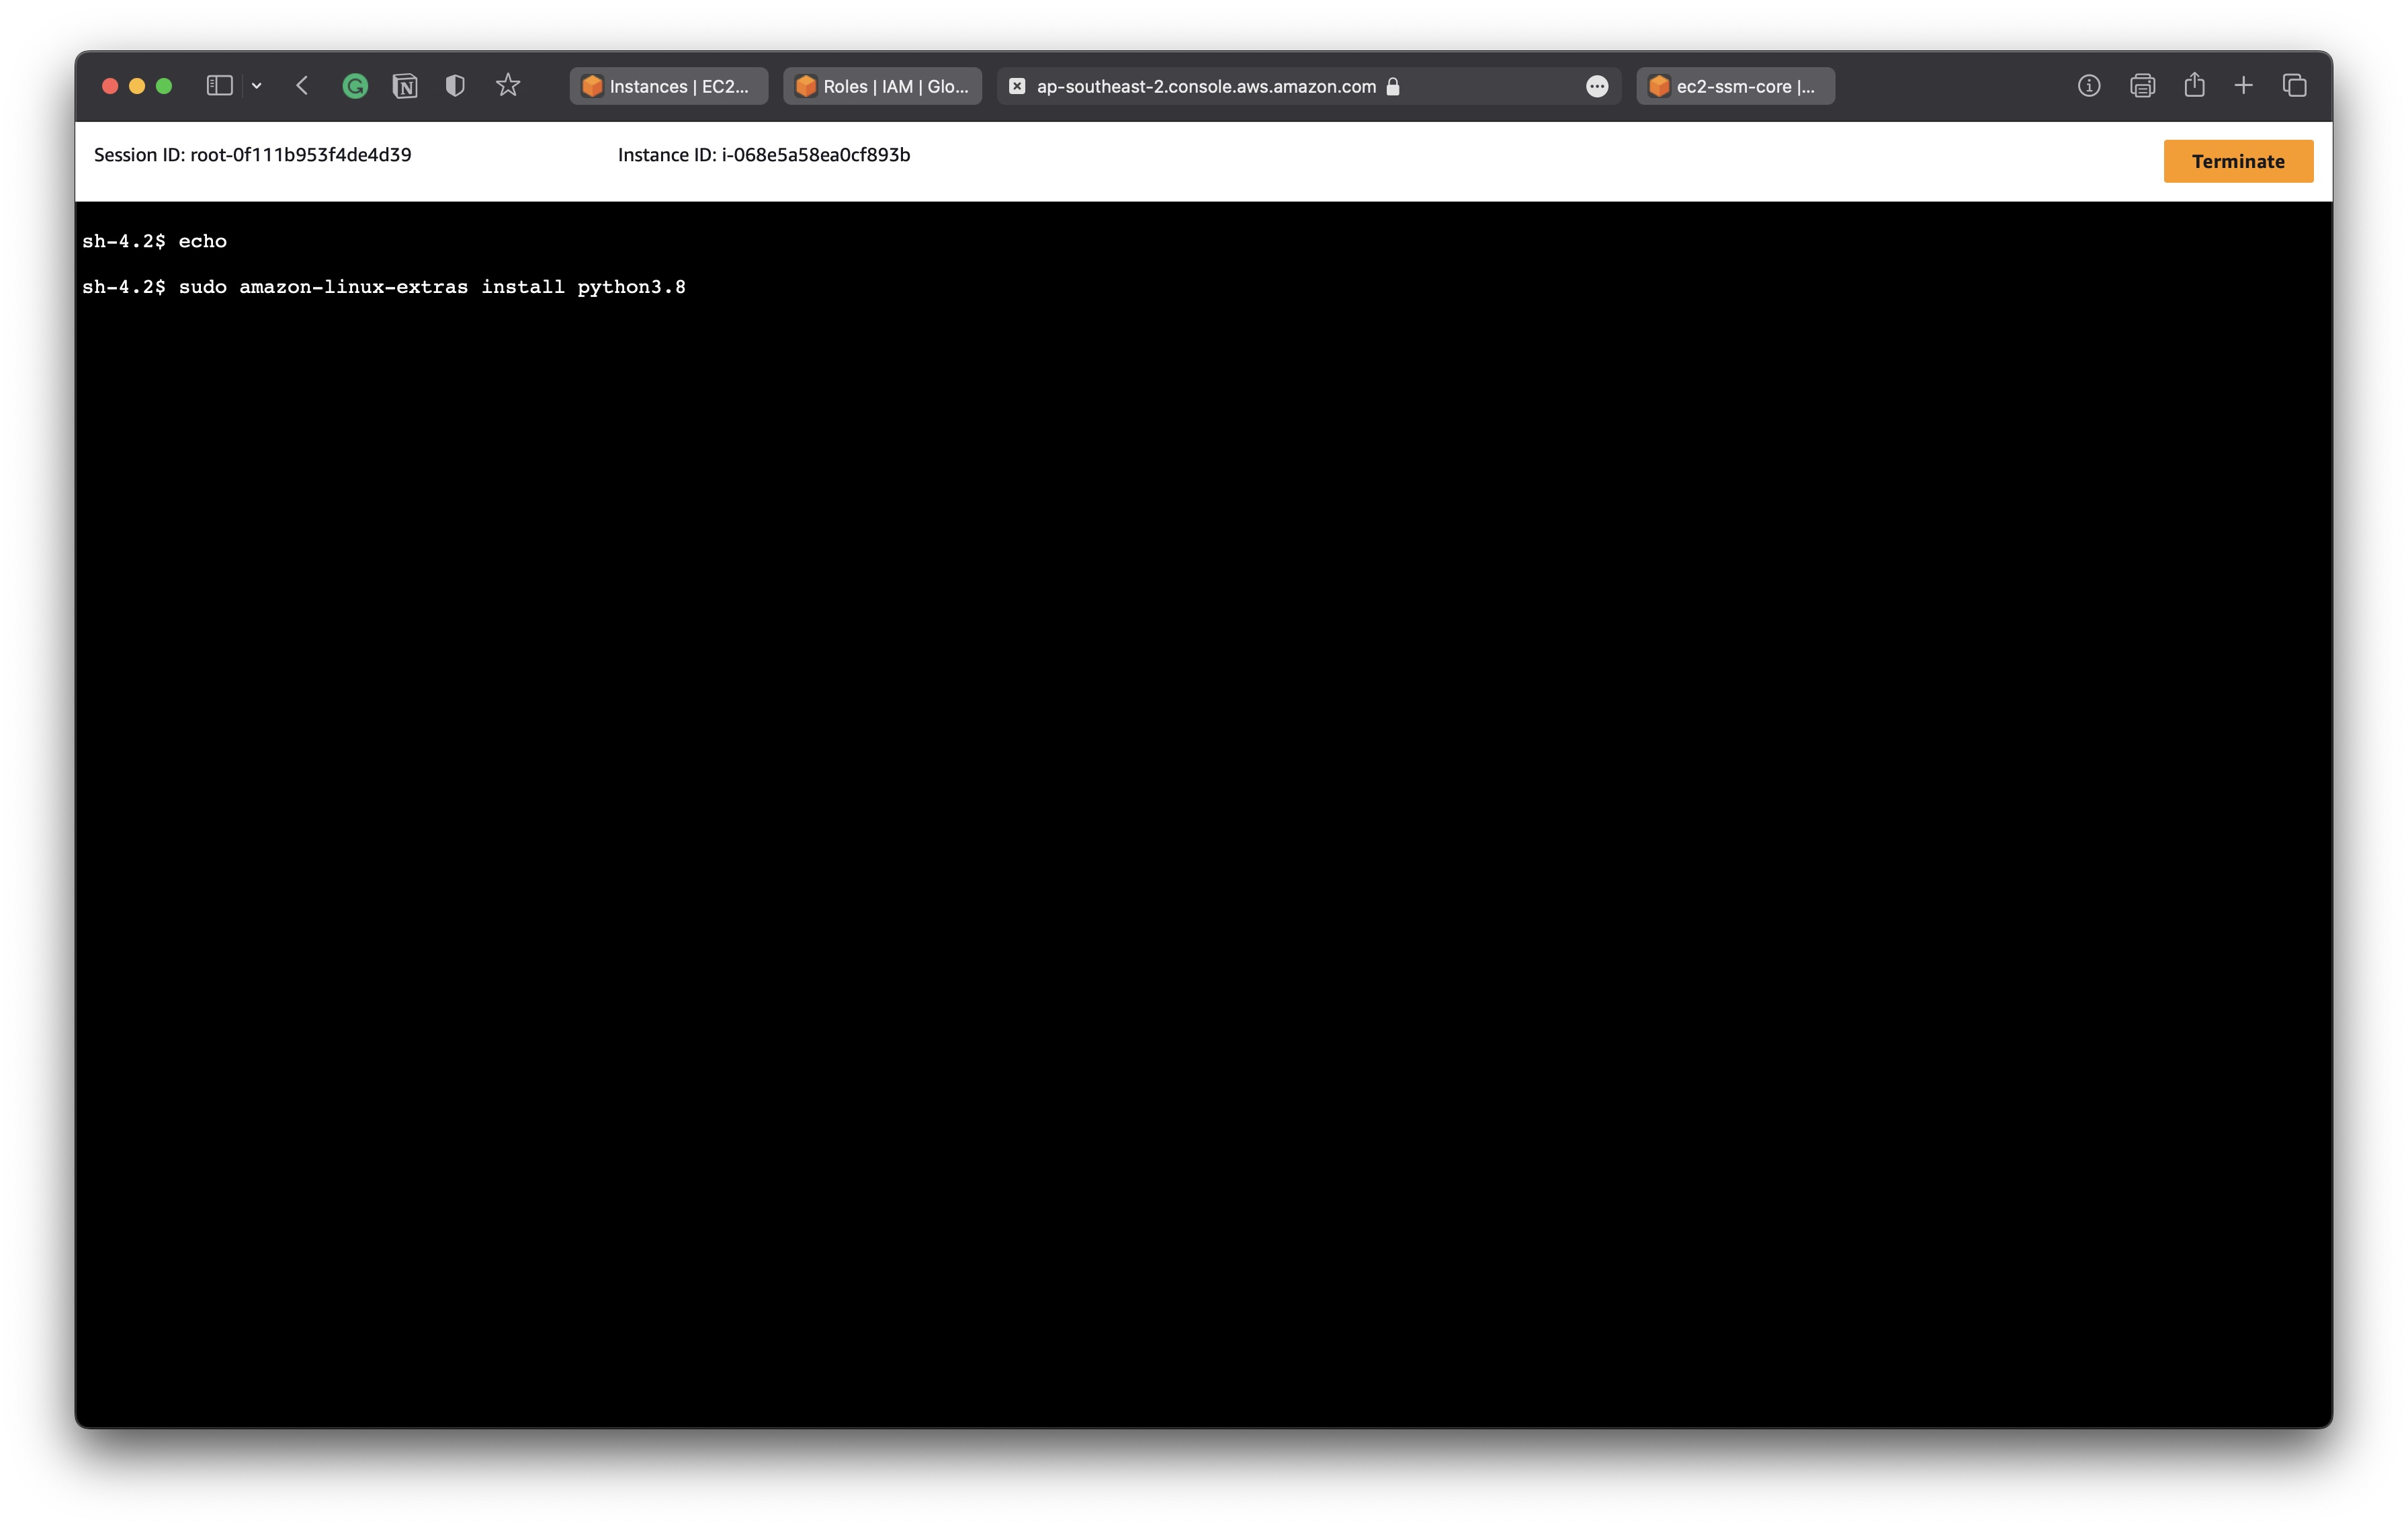 Instances | EC2...
Roles | IAM | Glo...
ap-southeast-2.console.aws.amazon.com
ec2-ssm-core |...
Session ID: root-0f111b953f4de4d39
Instance ID: i-068e5a58ea0cf893b
Terminate
sh-4.2$ echo
sh-4.2$ sudo amazon-linux-extras install python3.8